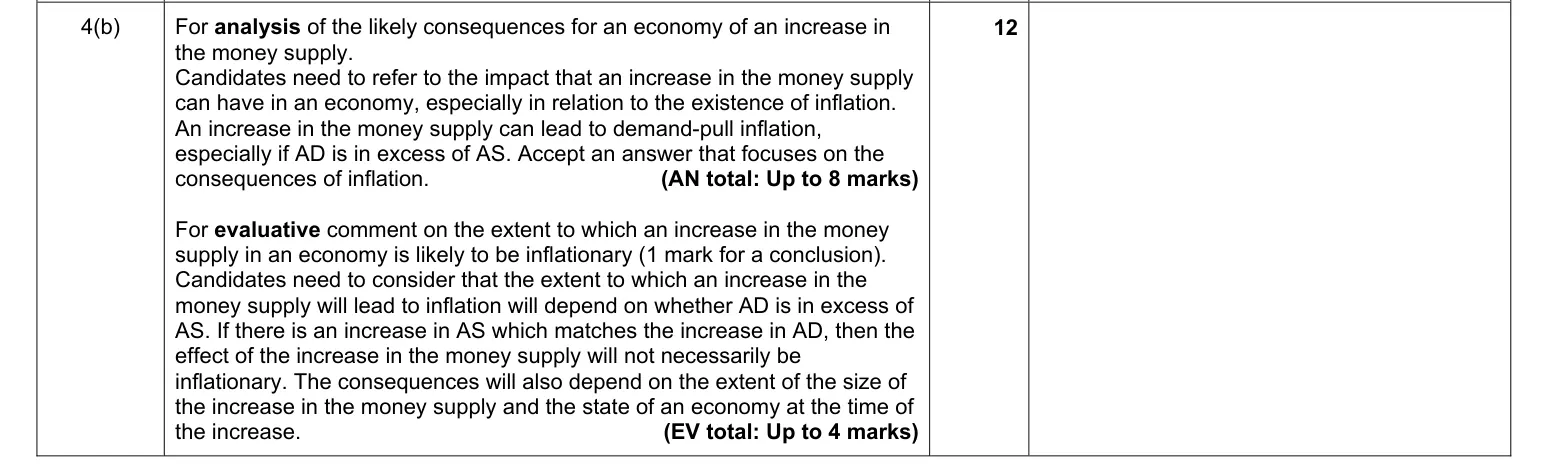 4(b)
For analysis of the likely consequences for an economy of an increase in
the money supply.
Candidates need to refer to the impact that an increase in the money supply
can have in an economy, especially in relation to the existence of inflation.
An increase in the money supply can lead to demand-pull inflation,
especially if AD is in excess of AS. Accept an answer that focuses on the
consequences of inflation. (AN total: Up to 8 marks)
For evaluative comment on the extent to which an increase in the money
supply in an economy is likely to be inflationary (1 mark for a conclusion).
Candidates need to consider that the extent to which an increase in the
money supply will lead to inflation will depend on whether AD is in excess of
AS. If there is an increase in AS which matches the increase in AD, then the
effect of the increase in the money supply will not necessarily be
inflationary. The consequences will also depend on the extent of the size of
the increase in the money supply and the state of an economy at the time of
the increase. (EV total: Up to 4 marks)
12